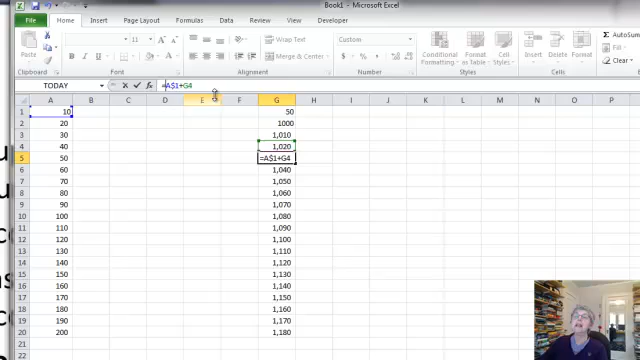 Book1 - Microsoft Excel
File Home Insert Page Layout Formulas Data Review View Developer
Paste
11
B I U
Wrap Text
Merge & Center
Custom
$ % ,
Conditional Formatting
Format as Table
Cell Styles
Insert Delete Format
AutoSum
Fill
Clear
Clipboard Font Alignment Number Styles Cells
TODAY fx =A$1+G4
A B C D E F G H I J K L M N O P
1 10 50
2 20 1000
3 30 1,010
4 40 1,020
5 50 =A$1+G4
6 60 1,040
7 70 1,050
8 80 1,060
9 90 1,070
10 100 1,080
11 110 1,090
12 120 1,100
13 130 1,110
14 140 1,120
15 150 1,130
16 160 1,140
17 170 1,150
18 180 1,160
19 190 1,170
20 200 1,180
21
22